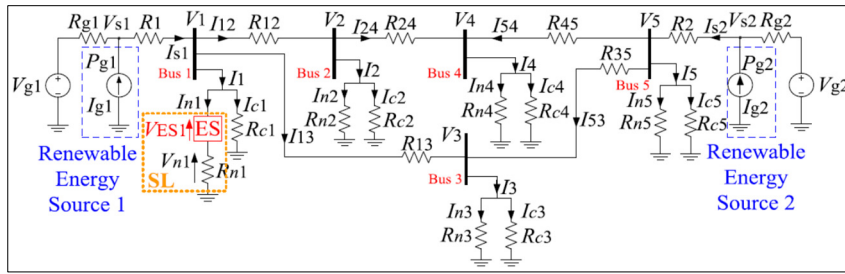 Rg1 Vs1 R1 V1 I12 R12 V2 I24 R24 V4 I54 R45 V5 R2 Is2 Vs2 Rg2
Is1 R35
Vg1 Pg1 Ig1 Bus 1 I1 Bus 2 I2 Bus 4 I4 Bus 5 I5 Pg2 Ig2 Vg2
In1 Ic1 Rc1 In2 Ic2 Rn2 Rc2 In4 Ic4 Rn4 Rc4 In5 Ic5 Rn5 Rc5
VES1 ES I13 R13 V3 I53
Vn1 Rn1
SL
Renewable
Energy
Source 1
Bus 3 I3
In3 Ic3
Rn3 Rc3
Renewable
Energy
Source 2